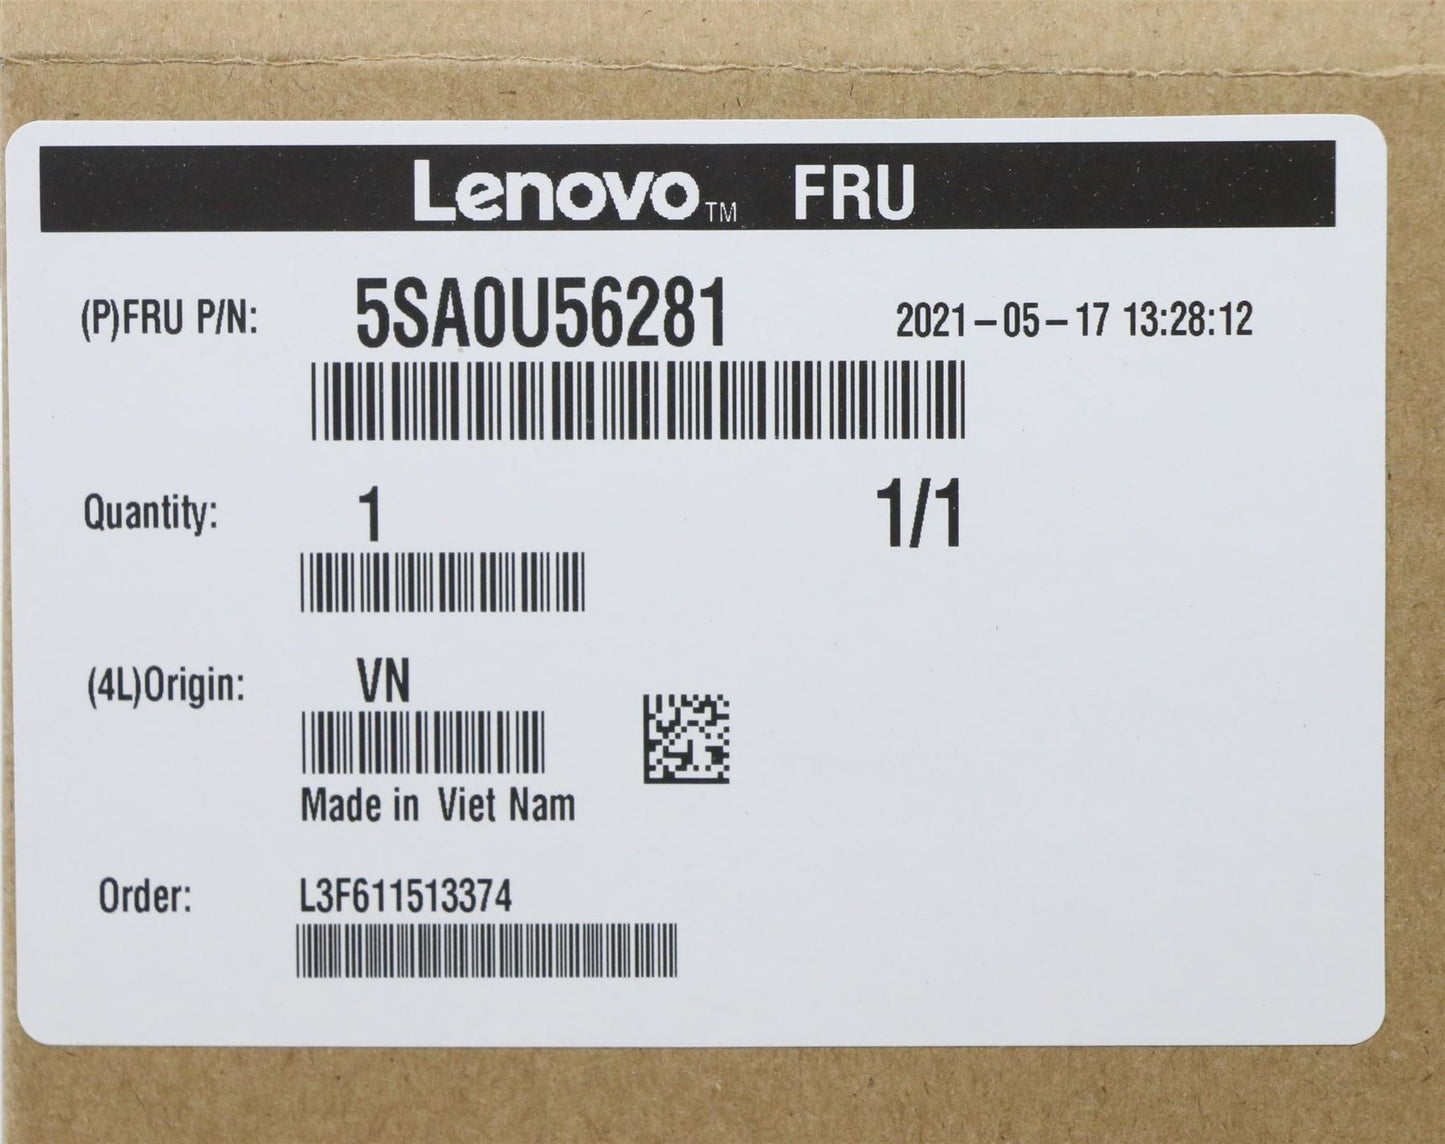 Lenovo™ FRU
(P)FRU P/N: 5SA0U56281 2021-05-17 13:28:12
Quantity: 1 1/1
(4L)Origin: VN
Made in Viet Nam
Order: L3F611513374